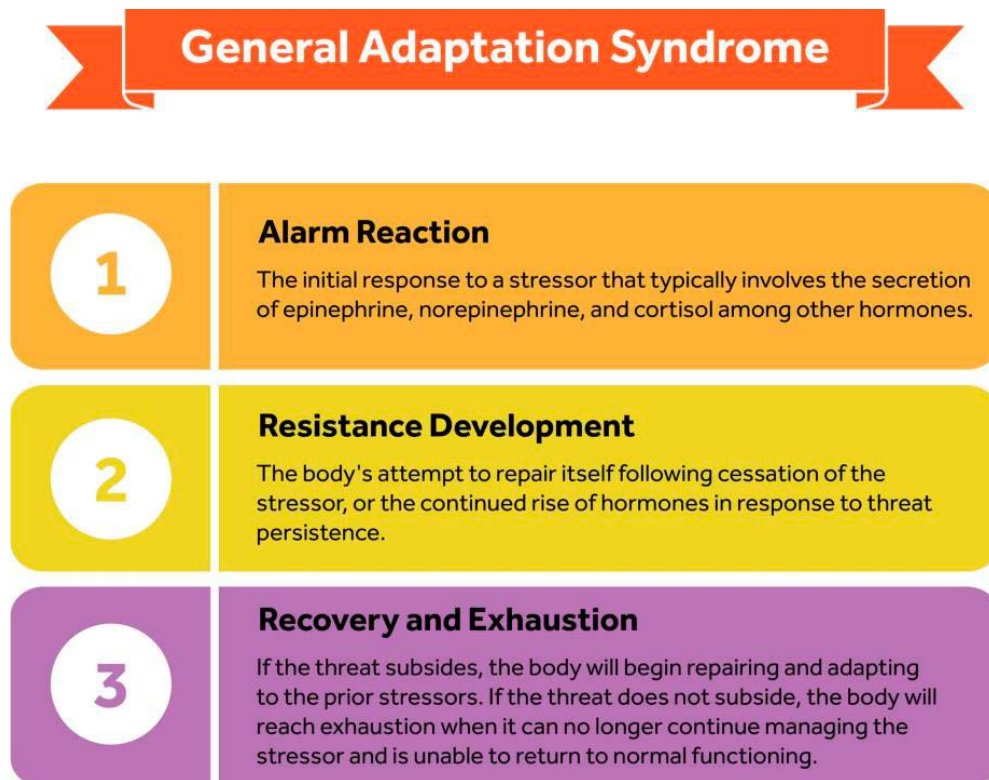 General Adaptation Syndrome
1
Alarm Reaction
The initial response to a stressor that typically involves the secretion
of epinephrine, norepinephrine, and cortisol among other hormones.
2
Resistance Development
The body's attempt to repair itself following cessation of the
stressor, or the continued rise of hormones in response to threat
persistence.
3
Recovery and Exhaustion
If the threat subsides, the body will begin repairing and adapting
to the prior stressors. If the threat does not subside, the body will
reach exhaustion when it can no longer continue managing the
stressor and is unable to return to normal functioning.